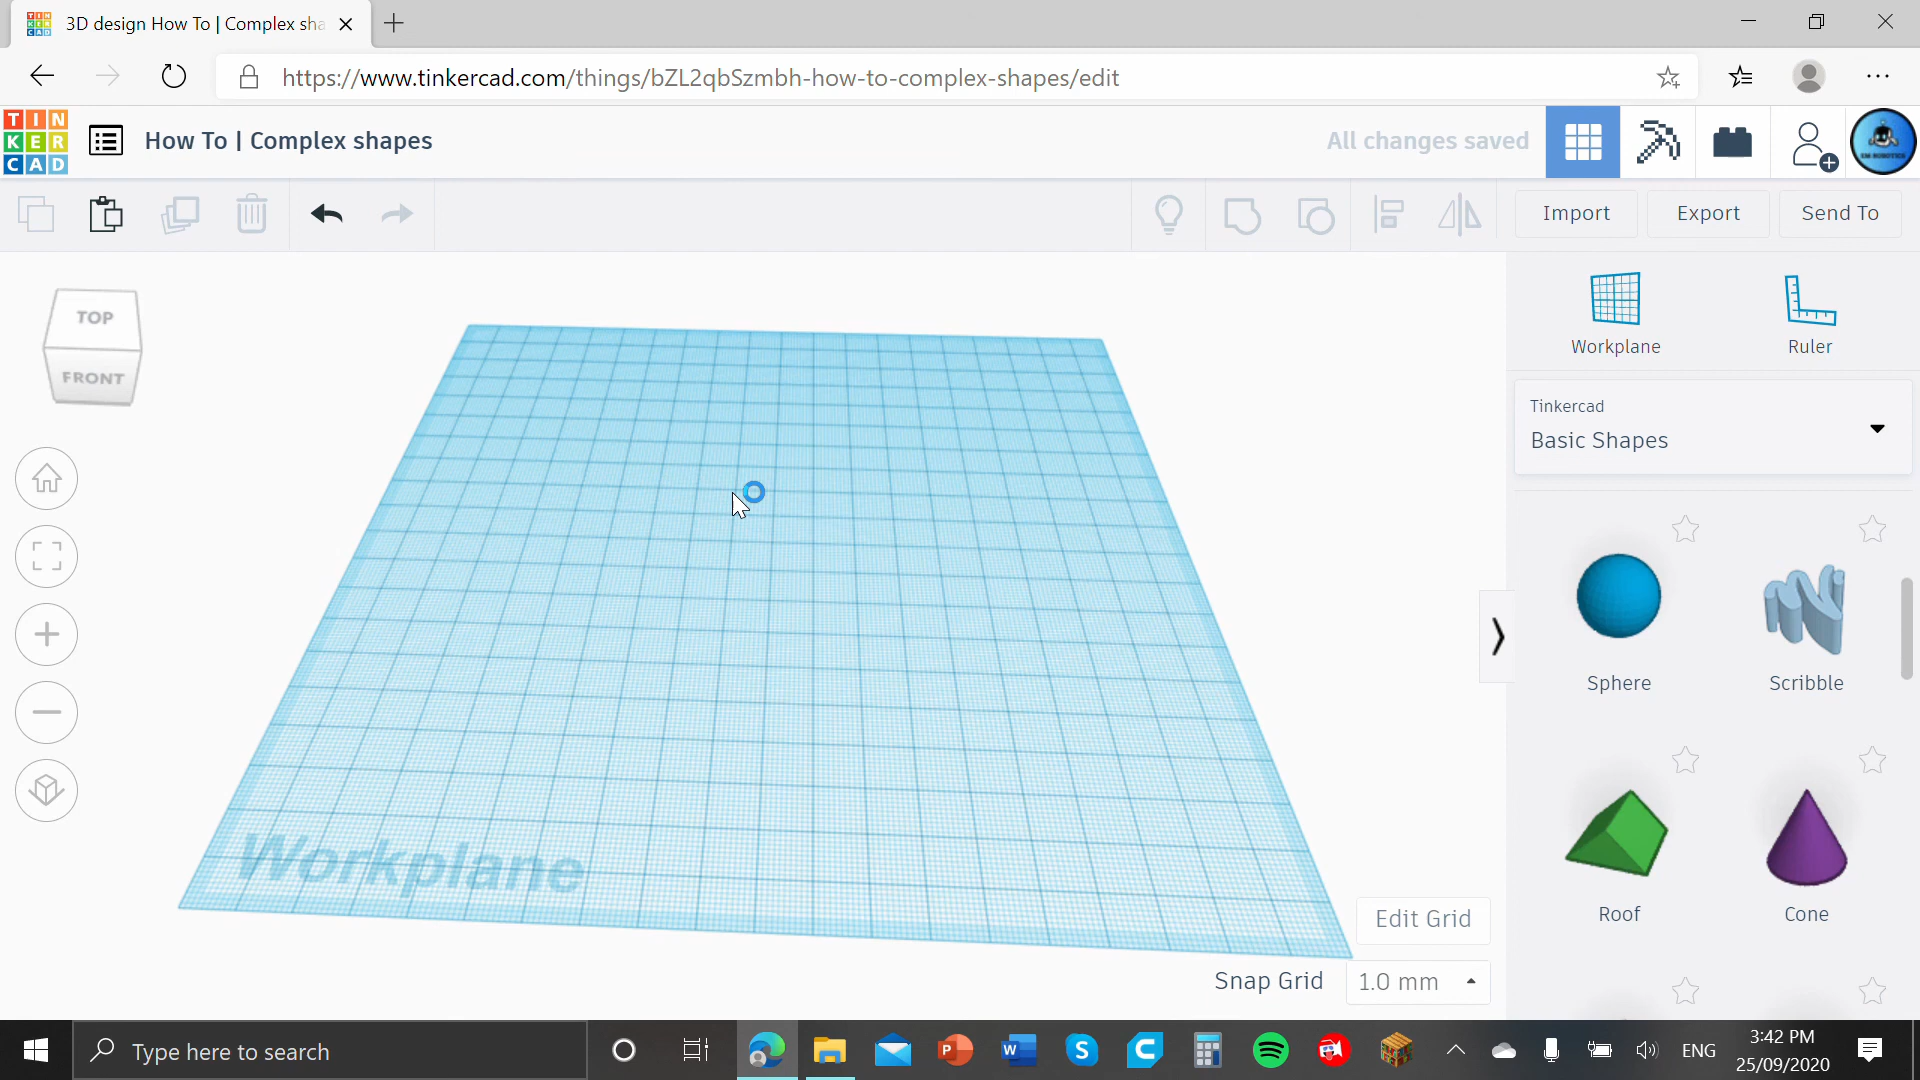 3D design How To | Complex sha
https://www.tinkercad.com/things/bZL2qbSzmbh-how-to-complex-shapes/edit
TIN
KER
CAD
How To | Complex shapes
All changes saved
Import
Export
Send To
TOP
FRONT
Workplane
Ruler
Tinkercad
Basic Shapes
Sphere
Scribble
Roof
Cone
Workplane
Edit Grid
Snap Grid
1.0 mm
Type here to search
ENG
3:42 PM
25/09/2020